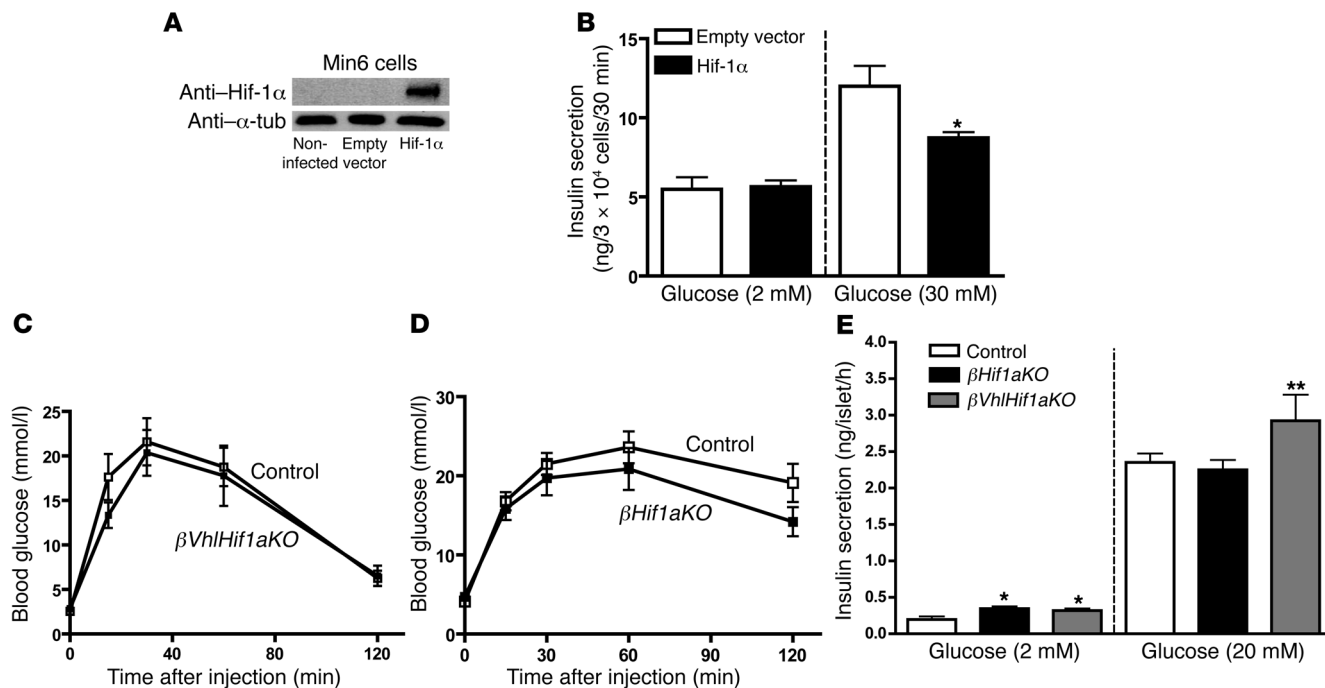 A
Min6 cells
Anti–Hif-1α
Anti–α-tub
Non-infected
Empty vector
Hif-1α
B
Insulin secretion
(ng/3 × 10⁴ cells/30 min)
15
10
5
0
Empty vector
Hif-1α
*
Glucose (2 mM)
Glucose (30 mM)
C
Blood glucose (mmol/l)
25
20
15
10
5
0
Control
βVhlHif1aKO
0 40 80 120
Time after injection (min)
D
Blood glucose (mmol/l)
30
20
10
0
Control
βHif1aKO
0 30 60 90 120
Time after injection (min)
E
Insulin secretion (ng/islet/h)
4.0
3.5
3.0
2.5
2.0
1.5
1.0
0.5
0.0
Control
βHif1aKO
βVhlHif1aKO
* * **
Glucose (2 mM)
Glucose (20 mM)